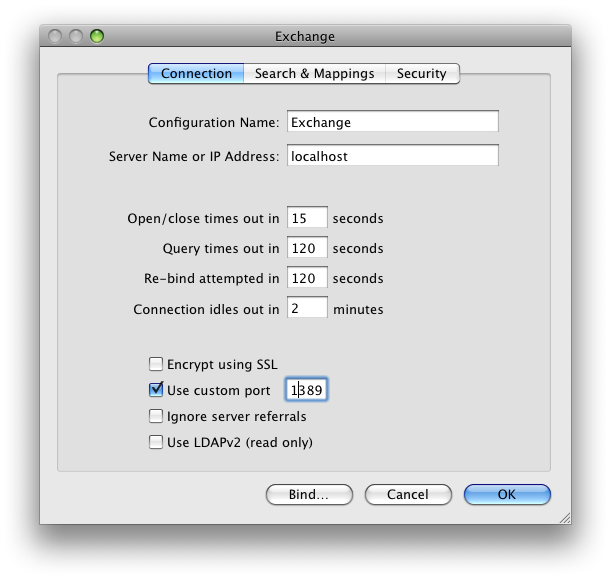 Exchange
Connection Search & Mappings Security
Configuration Name: Exchange
Server Name or IP Address: localhost
Open/close times out in 15 seconds
Query times out in 120 seconds
Re-bind attempted in 120 seconds
Connection idles out in 2 minutes
Encrypt using SSL
Use custom port 1389
Ignore server referrals
Use LDAPv2 (read only)
Bind... Cancel OK